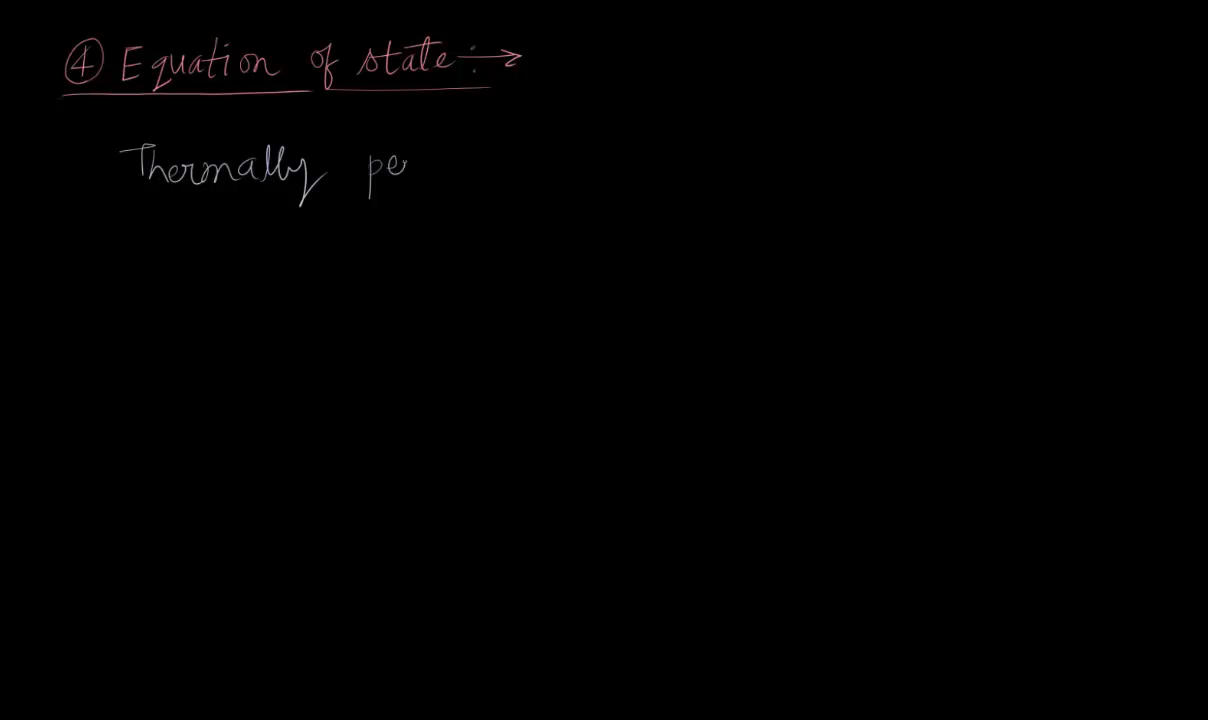 ④ Equation of state :→
Thermally pe